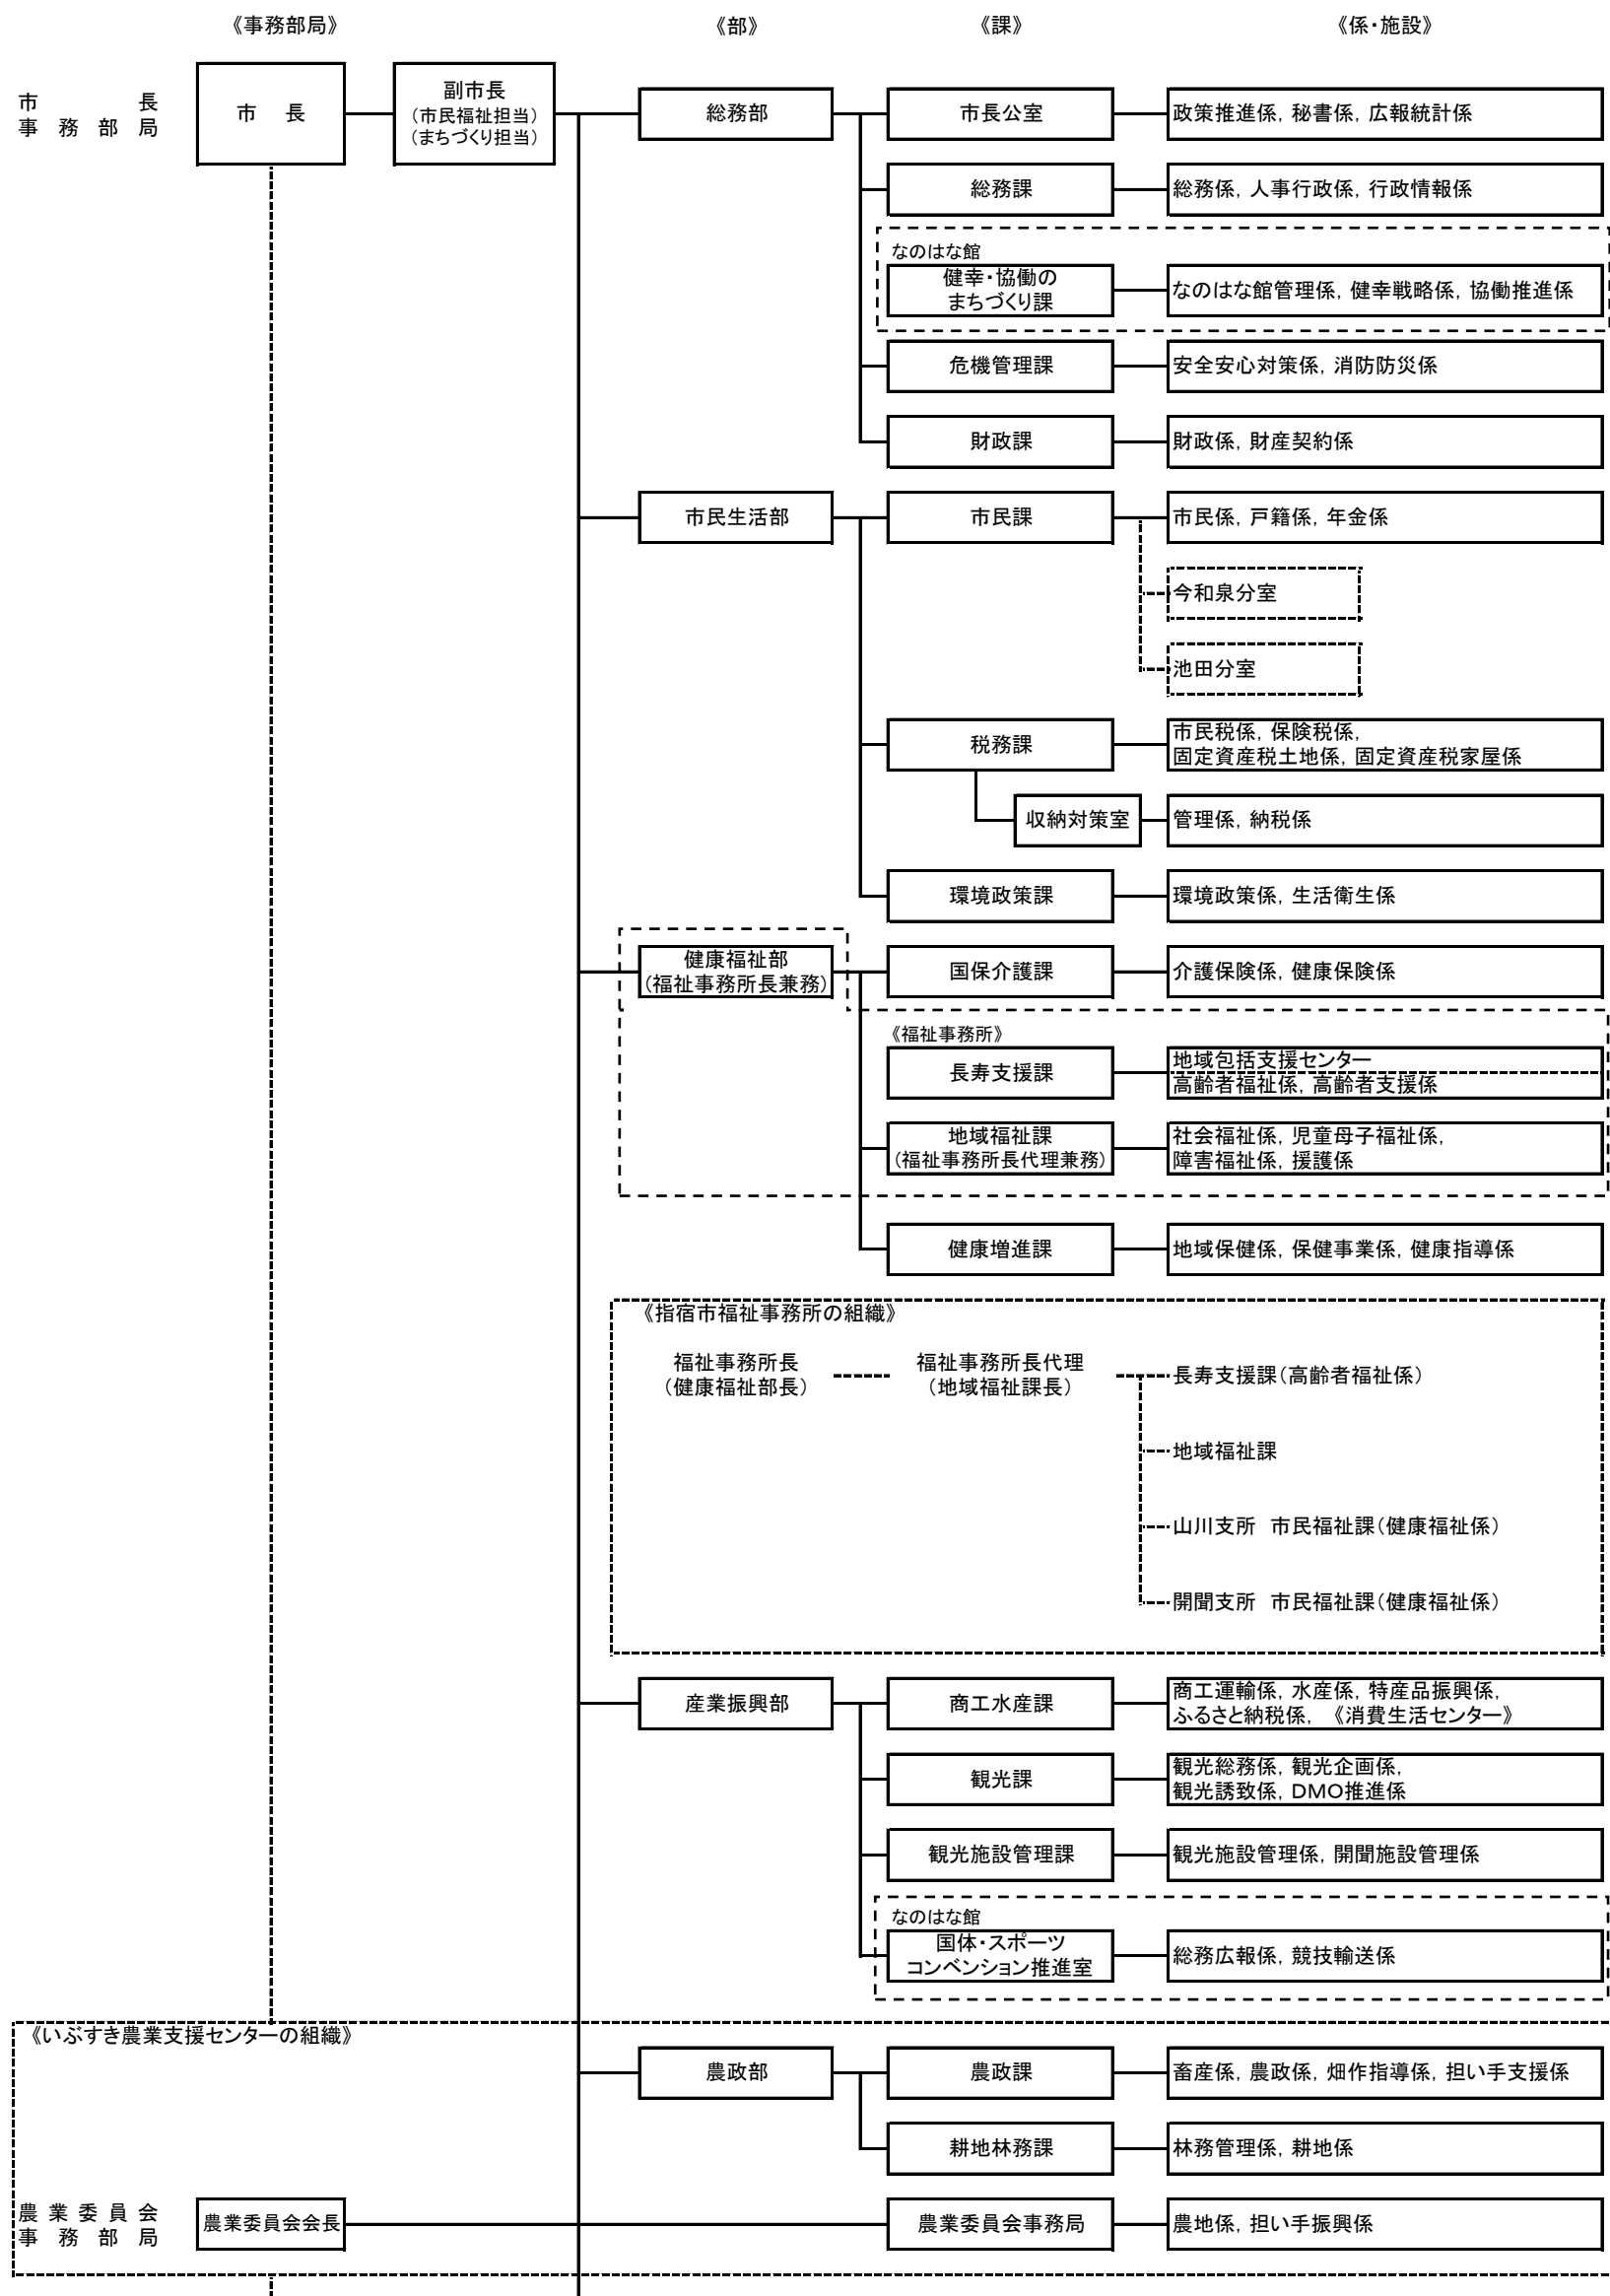 《事務部局》 《部》 《課》 《係・施設》
市長
事務部局
市　長
副市長
（市民福祉担当）
（まちづくり担当）
総務部
市長公室
政策推進係，秘書係，広報統計係
総務課
総務係，人事行政係，行政情報係
なのはな館
健幸・協働の
まちづくり課
なのはな館管理係，健幸戦略係，協働推進係
危機管理課
安全安心対策係，消防防災係
財政課
財政係，財産契約係
市民生活部
市民課
市民係，戸籍係，年金係
今和泉分室
池田分室
税務課
市民税係，保険税係，
固定資産税土地係，固定資産税家屋係
収納対策室
管理係，納税係
環境政策課
環境政策係，生活衛生係
健康福祉部
（福祉事務所長兼務）
国保介護課
介護保険係，健康保険係
《福祉事務所》
長寿支援課
地域包括支援センター
高齢者福祉係，高齢者支援係
地域福祉課
（福祉事務所長代理兼務）
社会福祉係，児童母子福祉係，
障害福祉係，援護係
健康増進課
地域保健係，保健事業係，健康指導係
《指宿市福祉事務所の組織》
福祉事務所長
（健康福祉部長）
福祉事務所長代理
（地域福祉課長）
長寿支援課（高齢者福祉係）
地域福祉課
山川支所　市民福祉課（健康福祉係）
開聞支所　市民福祉課（健康福祉係）
産業振興部
商工水産課
商工運輸係，水産係，特産品振興係，
ふるさと納税係，《消費生活センター》
観光課
観光総務係，観光企画係，
観光誘致係，DMO推進係
観光施設管理課
観光施設管理係，開聞施設管理係
なのはな館
国体・スポーツ
コンベンション推進室
総務広報係，競技輸送係
《いぶすき農業支援センターの組織》
農政部
農政課
畜産係，農政係，畑作指導係，担い手支援係
耕地林務課
林務管理係，耕地係
農業委員会
事務部局
農業委員会会長
農業委員会事務局
農地係，担い手振興係